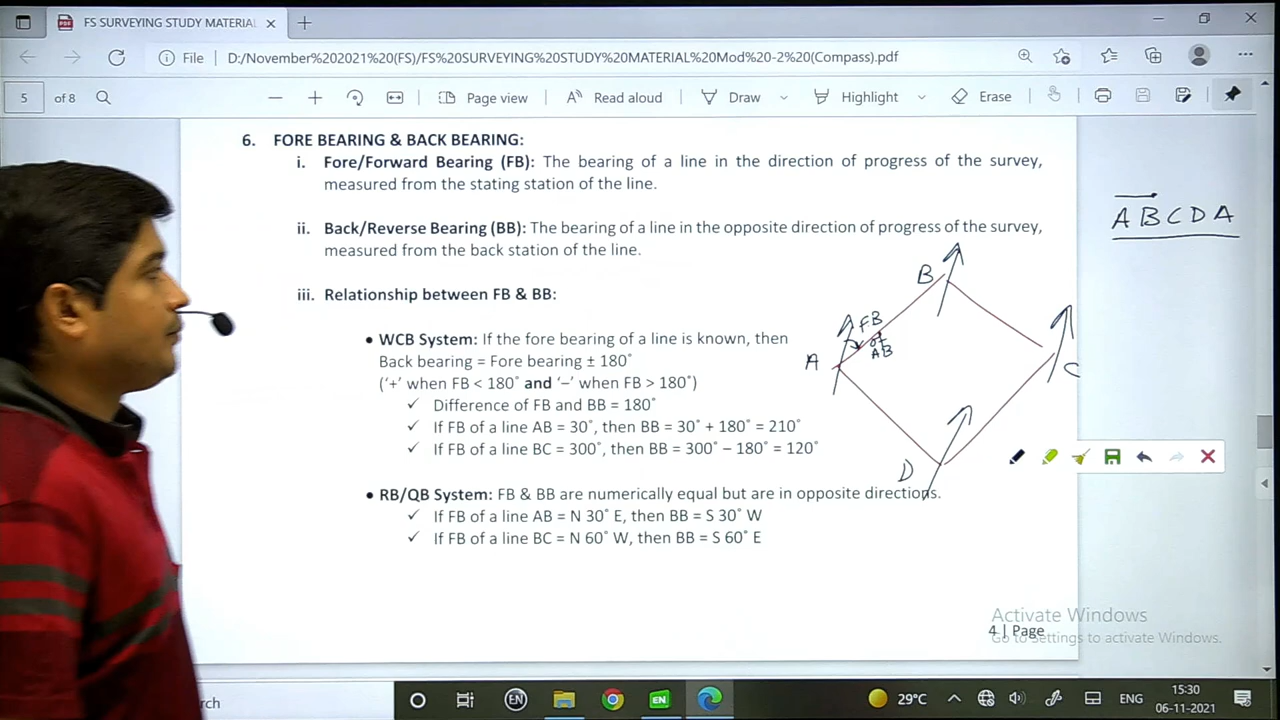 FS SURVEYING STUDY MATERIAL
File
D:/November%202021%20(FS)/FS%20SURVEYING%20STUDY%20MATERIAL%20Mod%20-2%20(Compass).pdf
5 of 8
Page view
Read aloud
Draw
Highlight
Erase
6. FORE BEARING & BACK BEARING:
i. Fore/Forward Bearing (FB): The bearing of a line in the direction of progress of the survey,
measured from the stating station of the line.
ii. Back/Reverse Bearing (BB): The bearing of a line in the opposite direction of progress of the survey,
measured from the back station of the line.
iii. Relationship between FB & BB:
• WCB System: If the fore bearing of a line is known, then
Back bearing = Fore bearing ± 180°
('+' when FB < 180° and '–' when FB > 180°)
✓ Difference of FB and BB = 180°
✓ If FB of a line AB = 30°, then BB = 30° + 180° = 210°
✓ If FB of a line BC = 300°, then BB = 300° – 180° = 120°
• RB/QB System: FB & BB are numerically equal but are in opposite directions.
✓ If FB of a line AB = N 30° E, then BB = S 30° W
✓ If FB of a line BC = N 60° W, then BB = S 60° E
A B C D A
B
FB
of
AB
A
C
D
Activate Windows
4 | Page
Go to Settings to activate Windows.
rch
EN
EN
29°C
ENG
15:30
06-11-2021